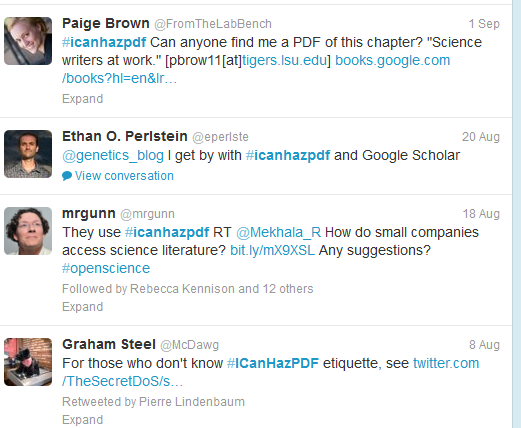 Paige Brown @FromTheLabBench 1 Sep
#icanhazpdf Can anyone find me a PDF of this chapter? "Science
writers at work." [pbrow11[at]tigers.lsu.edu] books.google.com
/books?hl=en&lr…
Expand
Ethan O. Perlstein @eperlste 20 Aug
@genetics_blog I get by with #icanhazpdf and Google Scholar
View conversation
mrgunn @mrgunn 18 Aug
They use #icanhazpdf RT @Mekhala_R How do small companies
access science literature? bit.ly/mX9XSL Any suggestions?
#openscience
Followed by Rebecca Kennison and 12 others
Expand
Graham Steel @McDawg 8 Aug
For those who don't know #ICanHazPDF etiquette, see twitter.com
/TheSecretDoS/s…
Retweeted by Pierre Lindenbaum
Expand